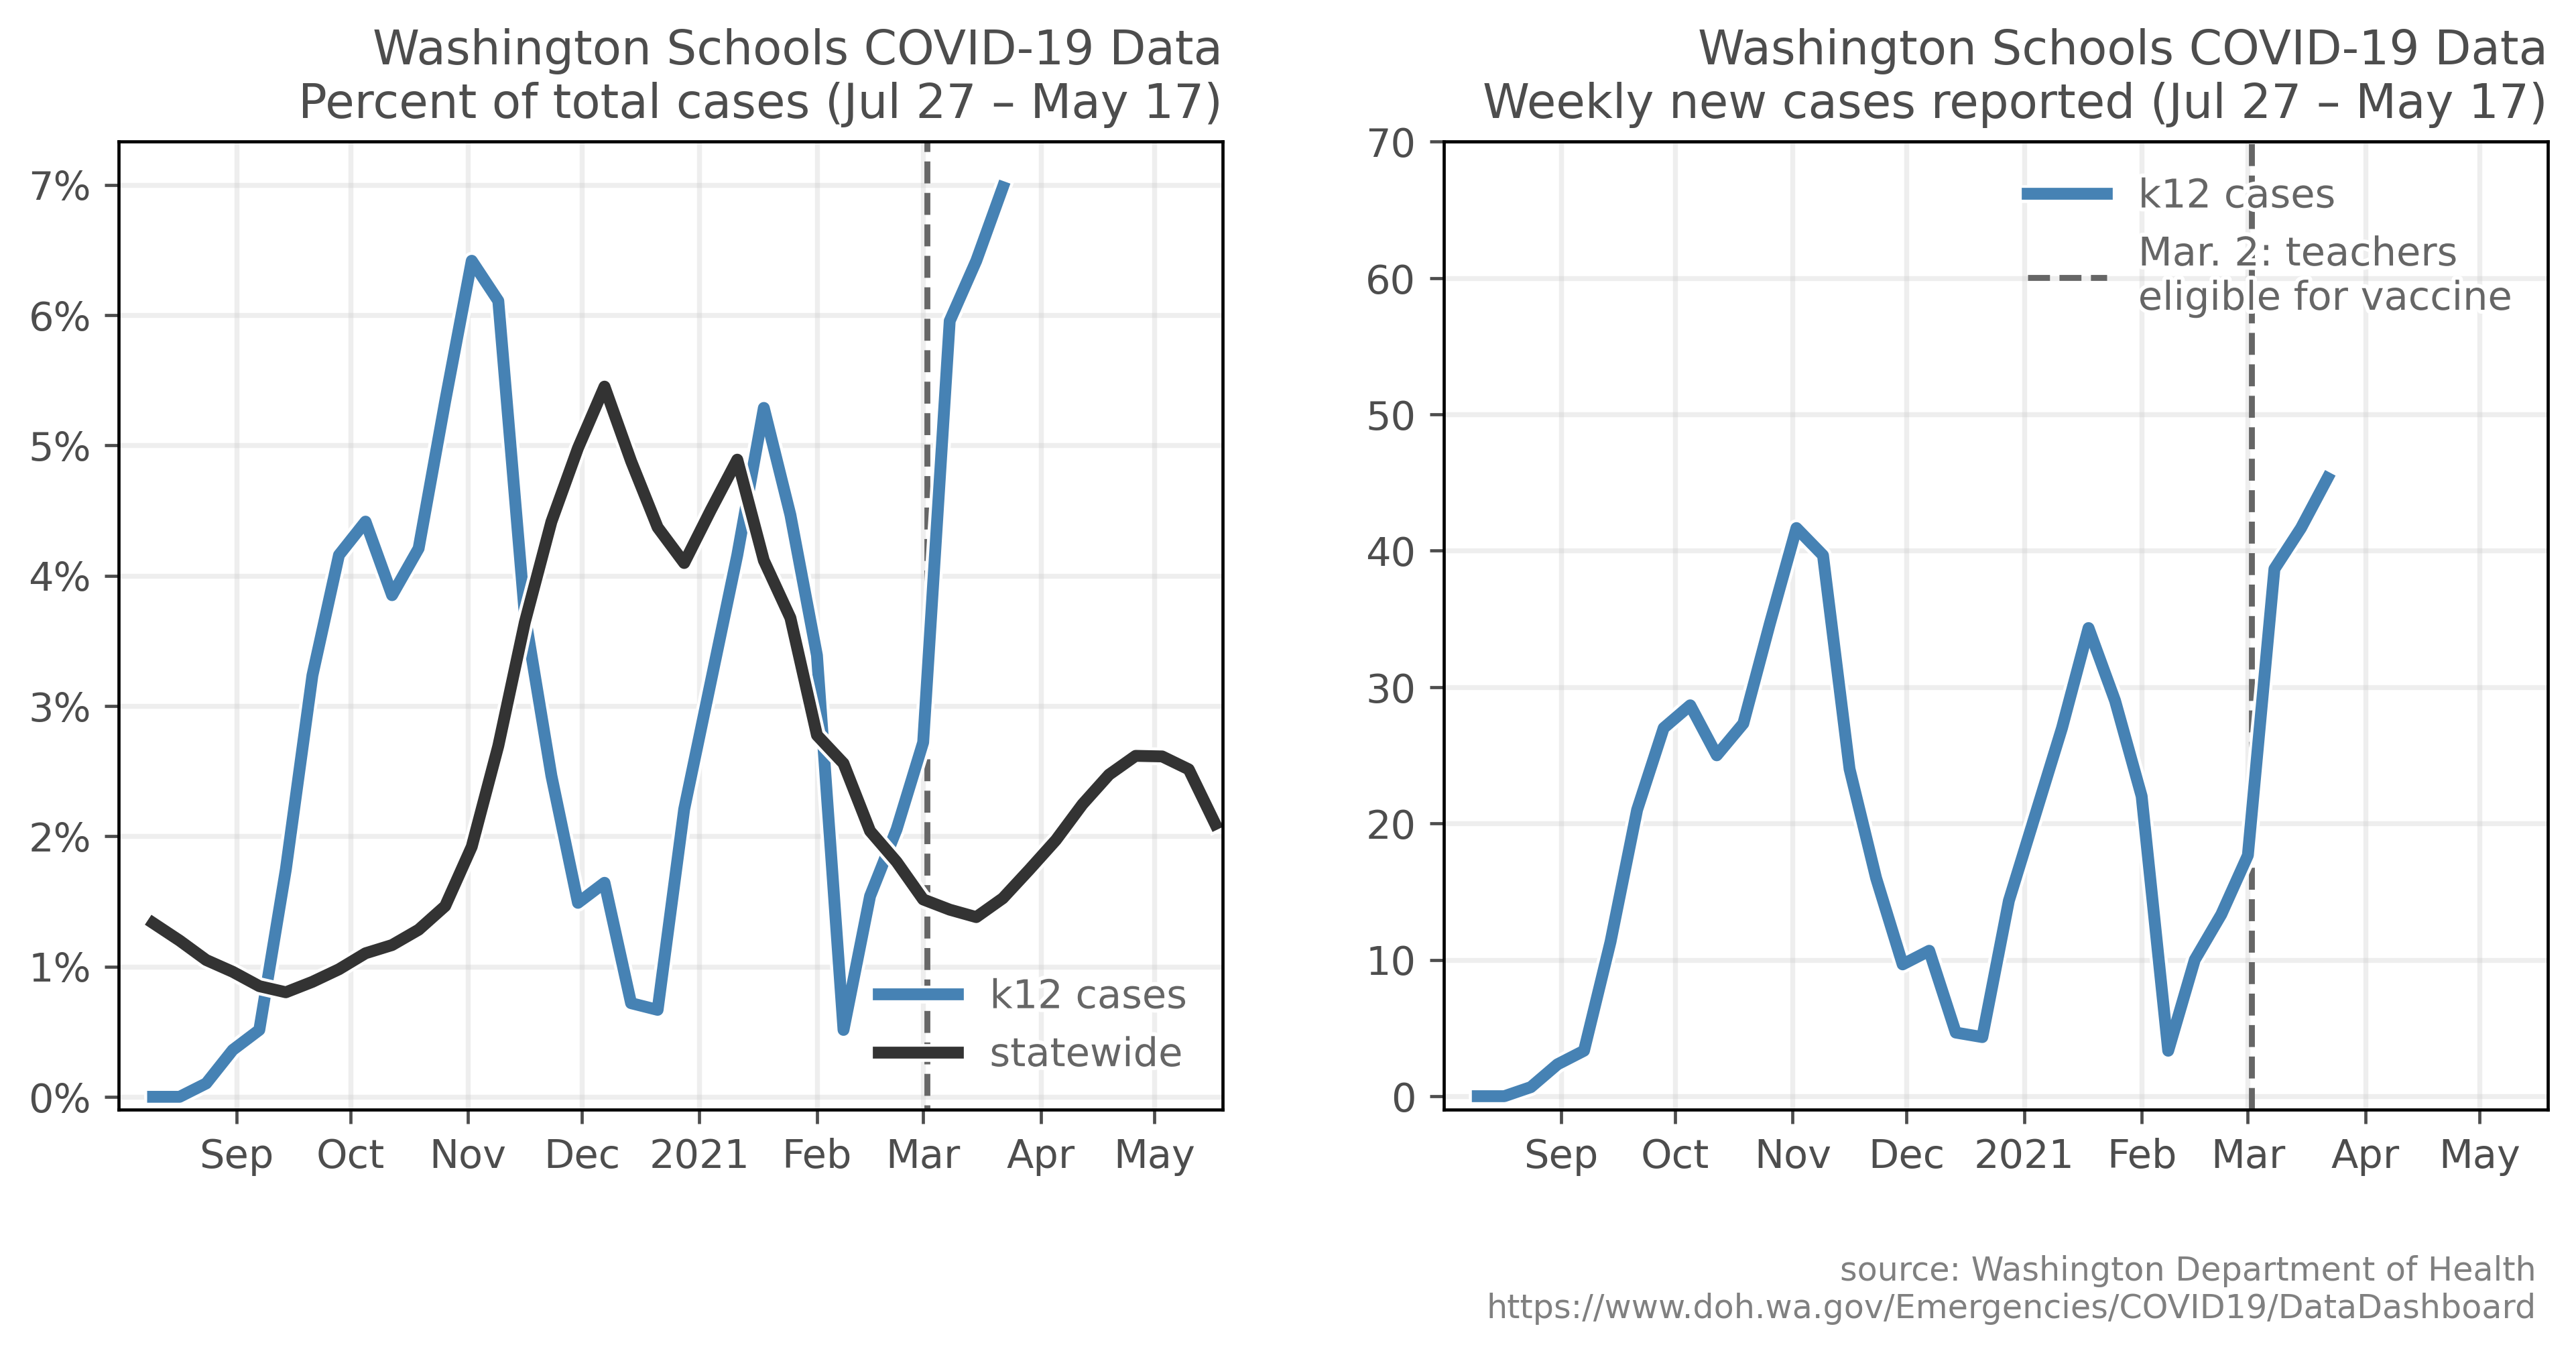 Washington Schools COVID-19 Data
Percent of total cases (Jul 27 – May 17)
7%
6%
5%
4%
3%
2%
1%
0%
Sep Oct Nov Dec 2021 Feb Mar Apr May
k12 cases
statewide
Washington Schools COVID-19 Data
Weekly new cases reported (Jul 27 – May 17)
70
60
50
40
30
20
10
0
Sep Oct Nov Dec 2021 Feb Mar Apr May
k12 cases
Mar. 2: teachers
eligible for vaccine
source: Washington Department of Health
https://www.doh.wa.gov/Emergencies/COVID19/DataDashboard